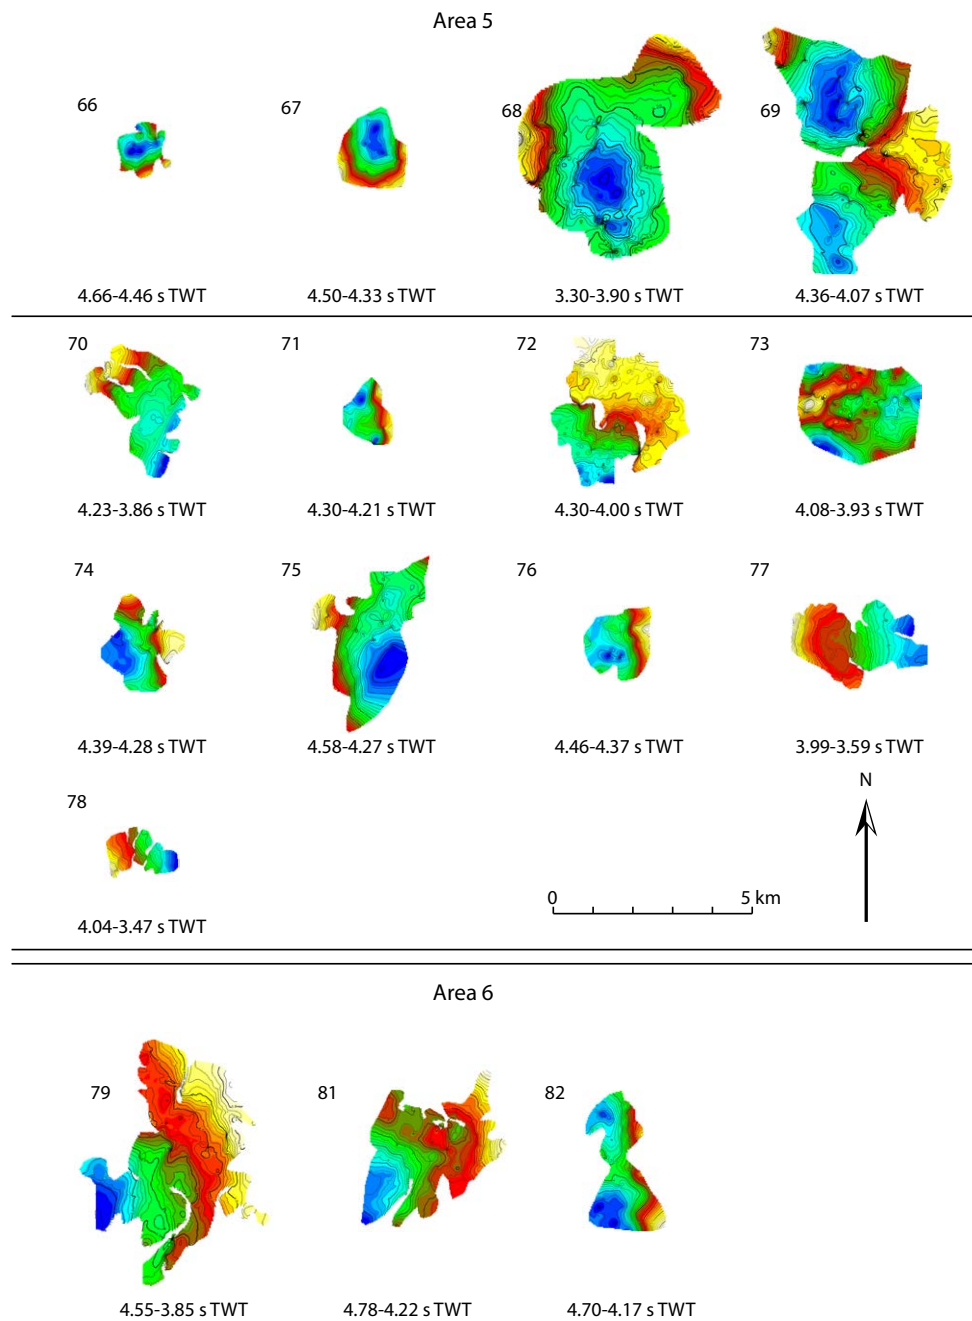 Area 5
66
67
68
69
4.66-4.46 s TWT
4.50-4.33 s TWT
3.30-3.90 s TWT
4.36-4.07 s TWT
70
71
72
73
4.23-3.86 s TWT
4.30-4.21 s TWT
4.30-4.00 s TWT
4.08-3.93 s TWT
74
75
76
77
4.39-4.28 s TWT
4.58-4.27 s TWT
4.46-4.37 s TWT
3.99-3.59 s TWT
78
N
0 5 km
4.04-3.47 s TWT
Area 6
79
81
82
4.55-3.85 s TWT
4.78-4.22 s TWT
4.70-4.17 s TWT